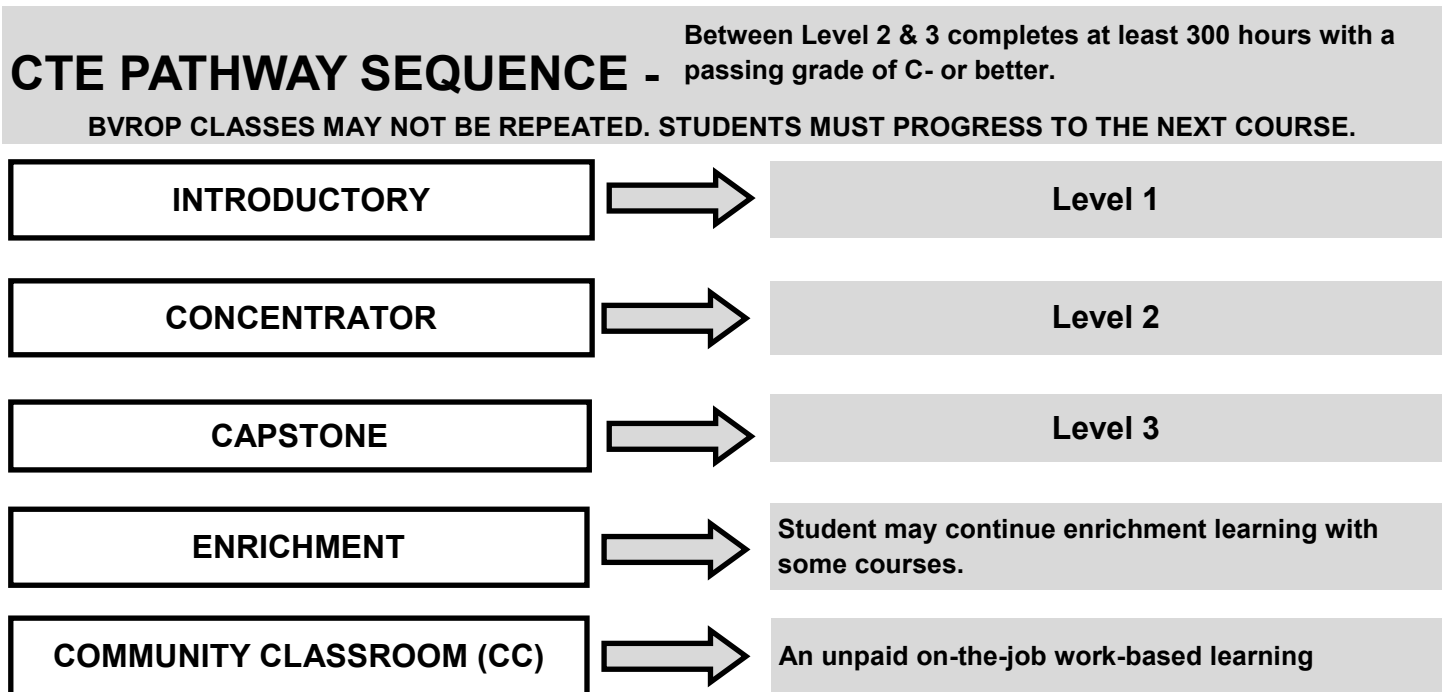 CTE PATHWAY SEQUENCE - Between Level 2 & 3 completes at least 300 hours with a
passing grade of C- or better.
BVROP CLASSES MAY NOT BE REPEATED. STUDENTS MUST PROGRESS TO THE NEXT COURSE.
INTRODUCTORY
Level 1
CONCENTRATOR
Level 2
CAPSTONE
Level 3
ENRICHMENT
Student may continue enrichment learning with
some courses.
COMMUNITY CLASSROOM (CC)
An unpaid on-the-job work-based learning